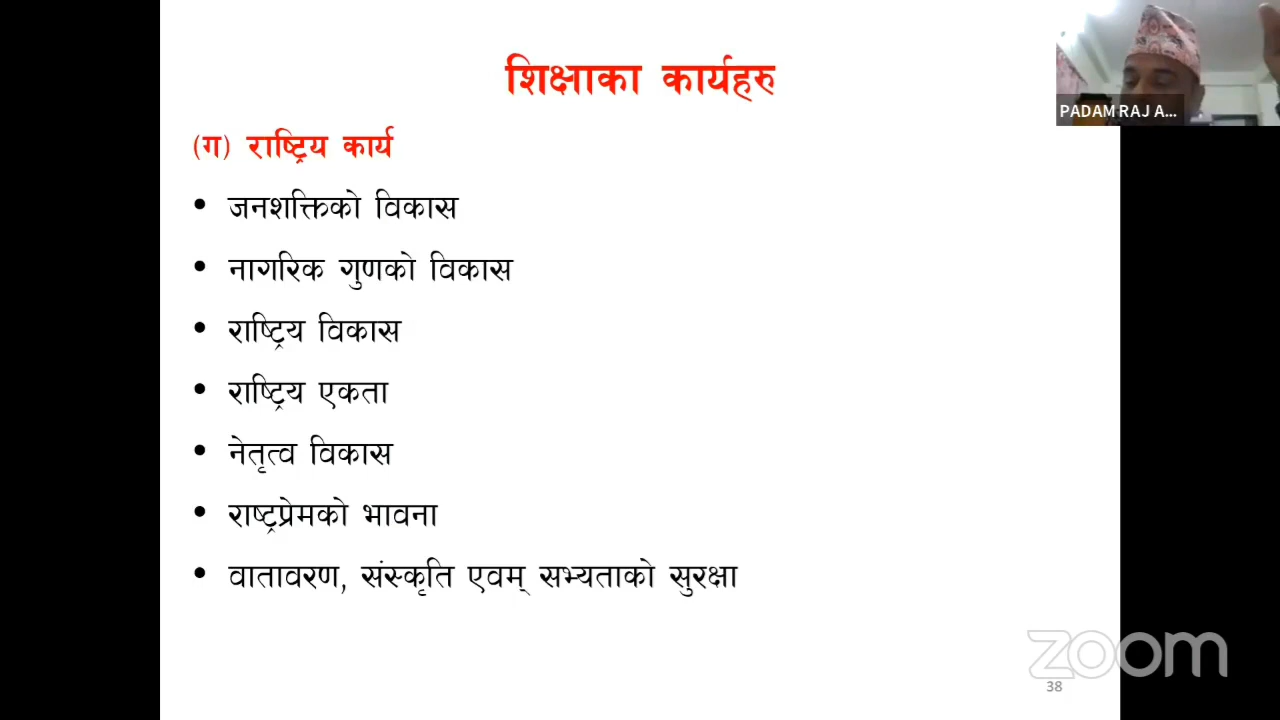 शिक्षाका कार्यहरु
PADAM RAJ A...
(ग) राष्ट्रिय कार्य
• जनशक्तिको विकास
• नागरिक गुणको विकास
• राष्ट्रिय विकास
• राष्ट्रिय एकता
• नेतृत्व विकास
• राष्ट्रप्रेमको भावना
• वातावरण, संस्कृति एवम् सभ्यताको सुरक्षा
zoom
38